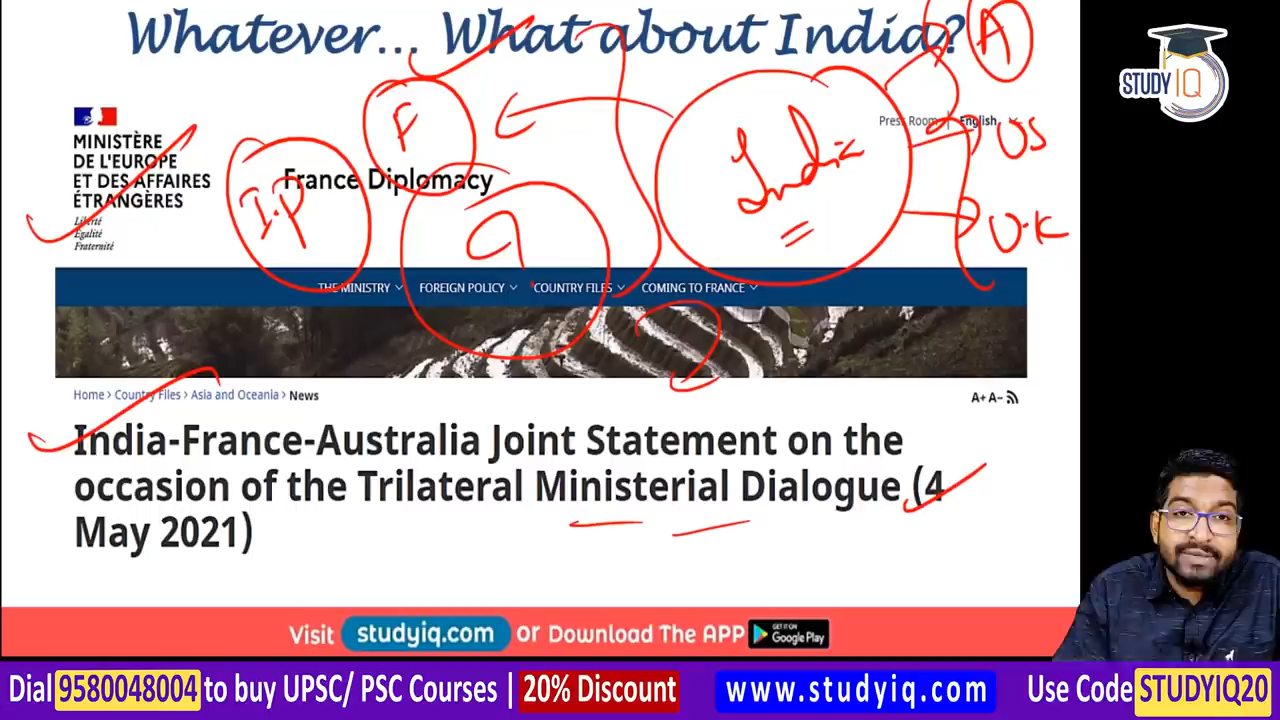 Whatever... What about India?
A
STUDY IQ
F
India
Press Room
English
US
MINISTÈRE
DE L'EUROPE
ET DES AFFAIRES
ÉTRANGÈRES
Liberté
Égalité
Fraternité
France Diplomacy
I.P
U.K
THE MINISTRY FOREIGN POLICY COUNTRY FILES COMING TO FRANCE
Home › Country Files › Asia and Oceania › News
A+ A-
India-France-Australia Joint Statement on the
occasion of the Trilateral Ministerial Dialogue (4
May 2021)
Visit studyiq.com or Download The APP GET IT ON Google Play
Dial 9580048004 to buy UPSC/ PSC Courses | 20% Discount www.studyiq.com Use Code STUDYIQ20